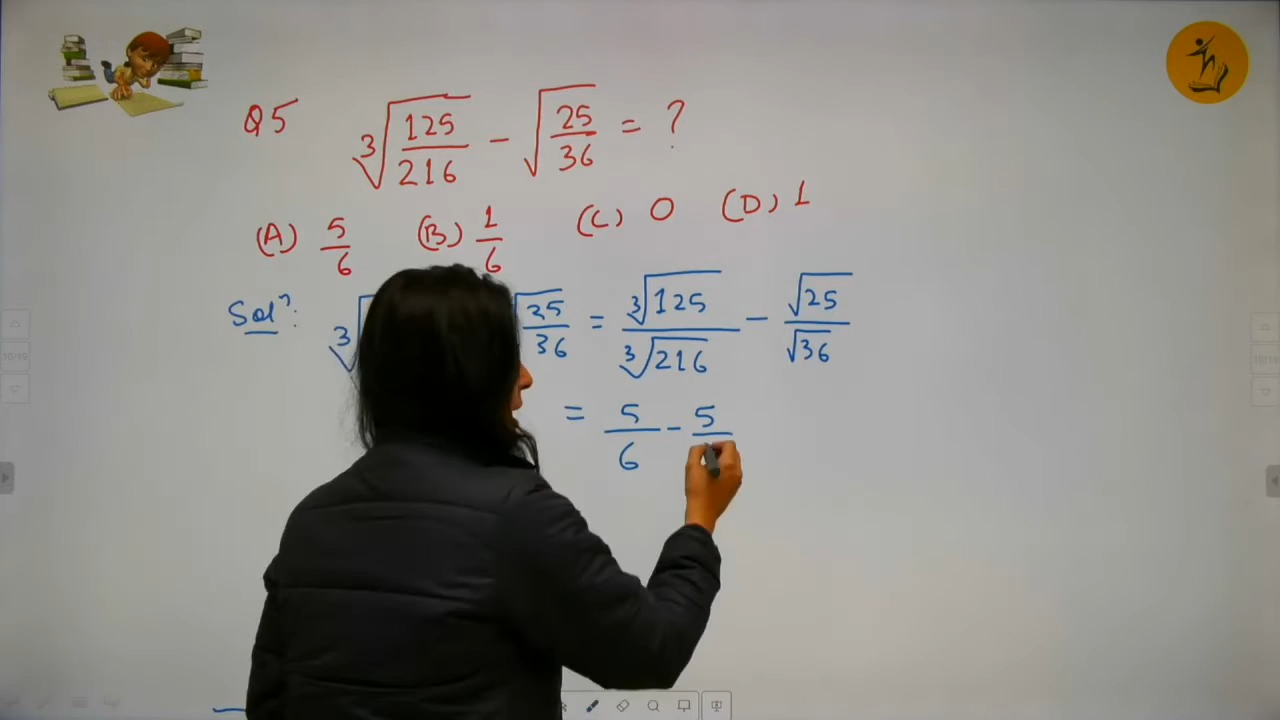 Q5 ∛(125/216) - √(25/36) = ?
(A) 5/6 (B) 1/6 (C) 0 (D) 1
Solⁿ: √(25/36) = ∛125/∛216 - √25/√36
= 5/6 - 5/